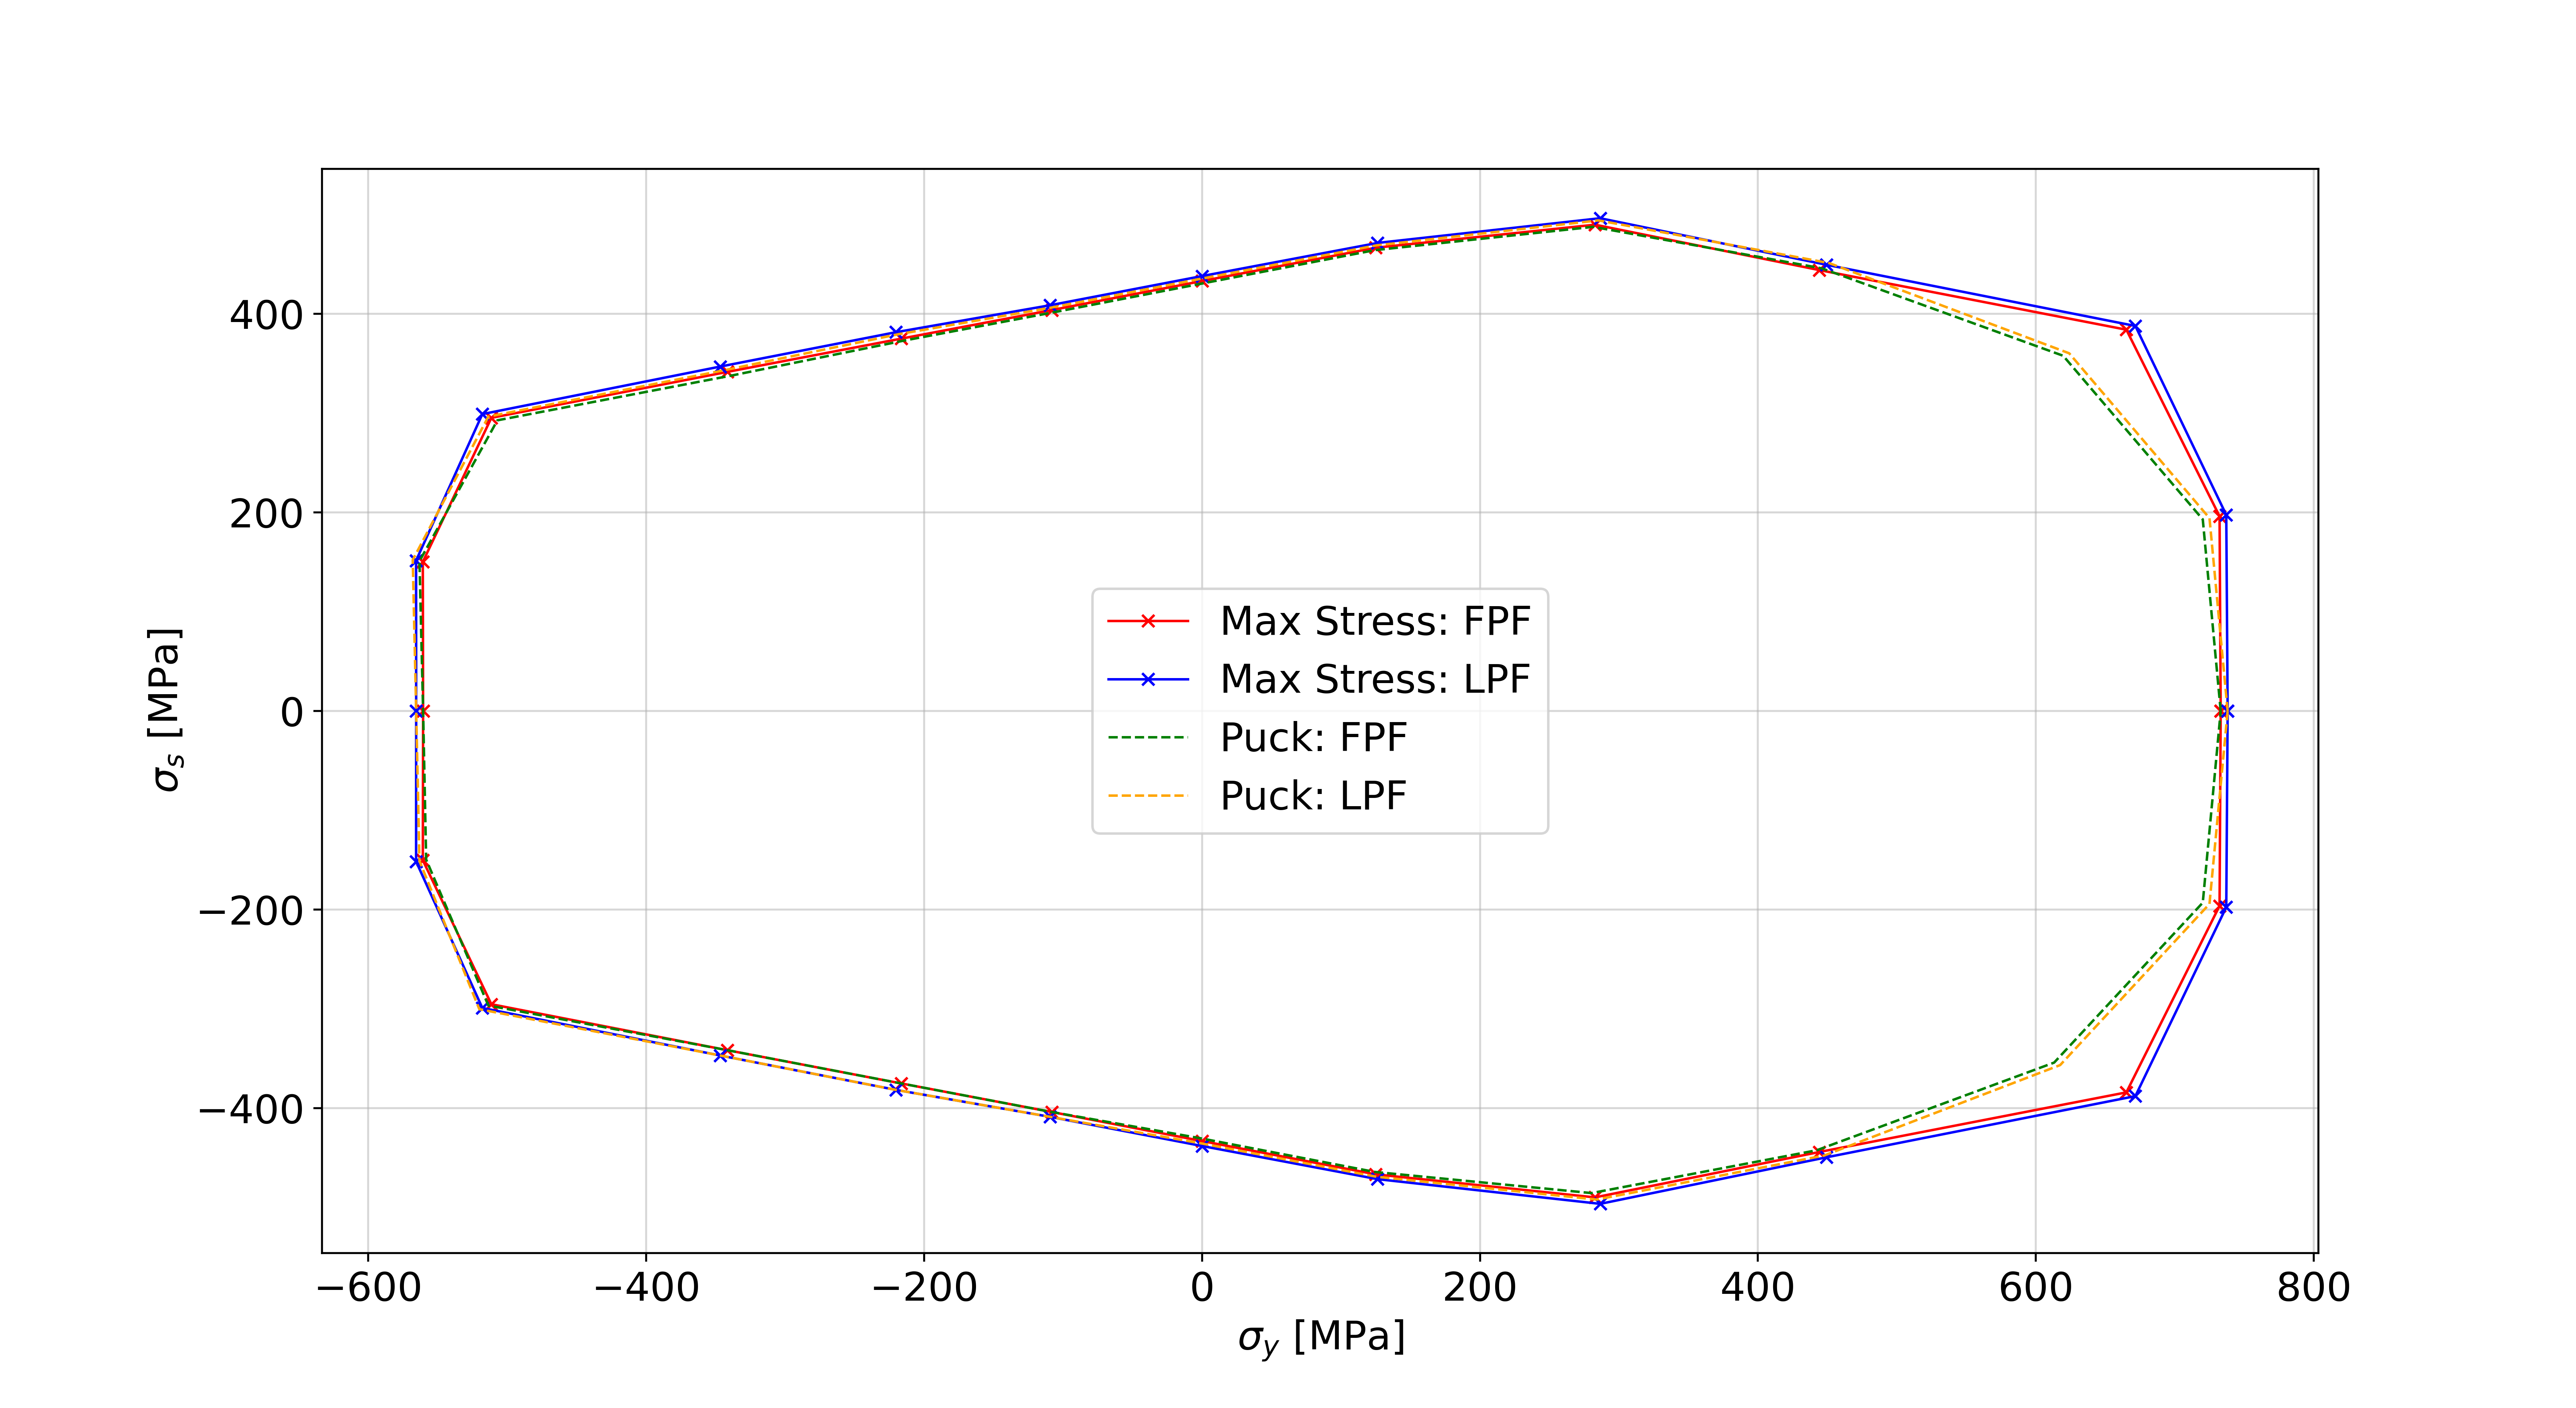 400
200
0
−200
−400
σs [MPa]
Max Stress: FPF
Max Stress: LPF
Puck: FPF
Puck: LPF
−600 −400 −200 0 200 400 600 800
σy [MPa]